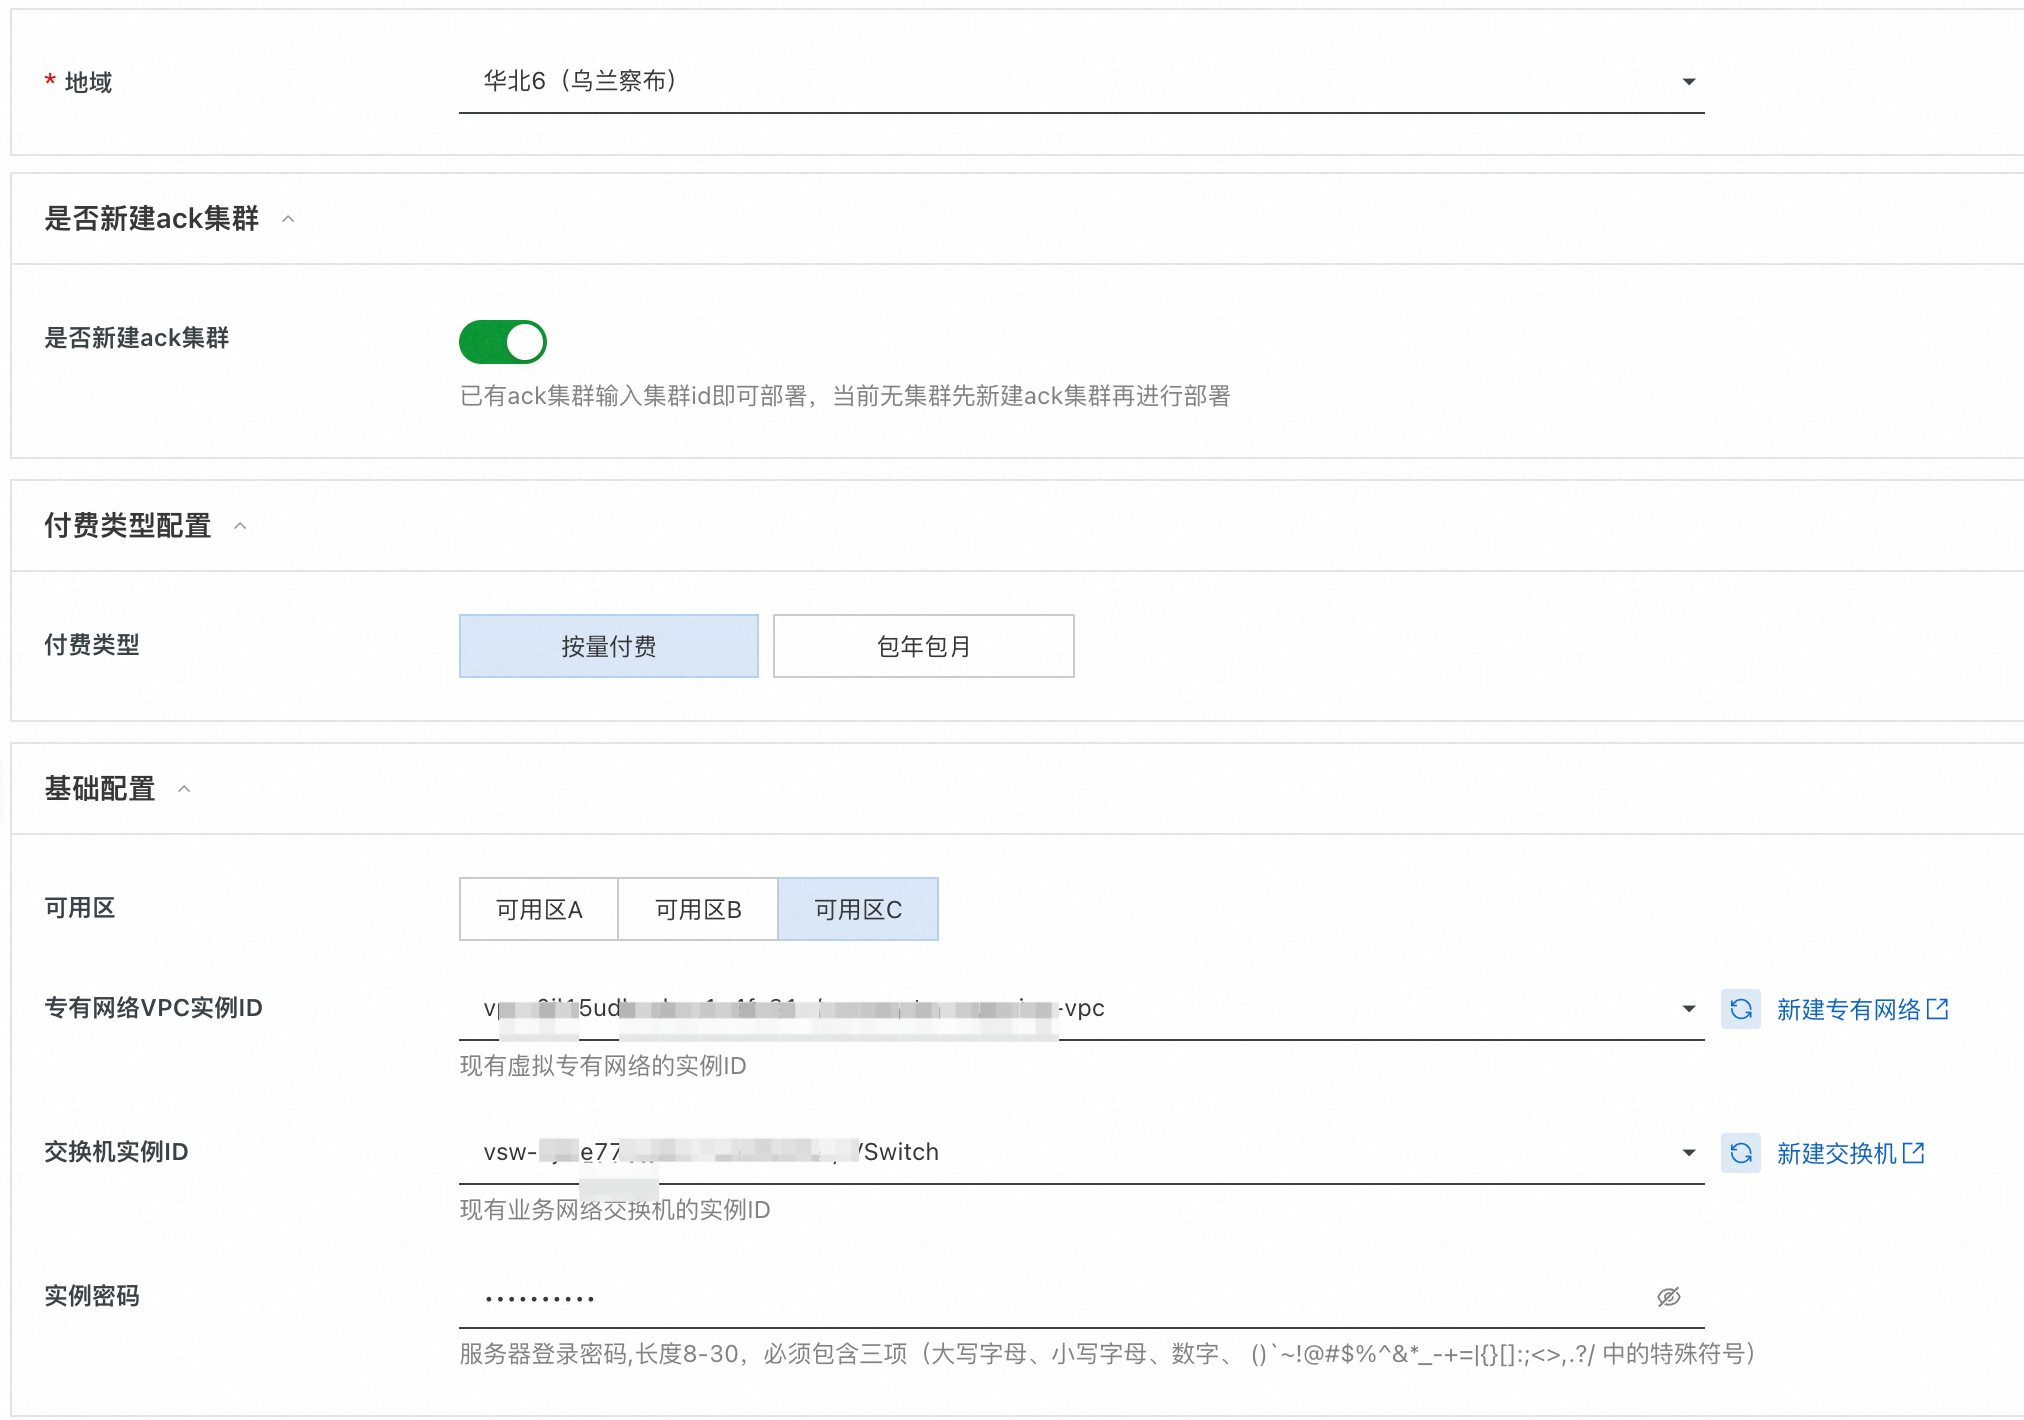 * 地域
华北6（乌兰察布）
是否新建ack集群
是否新建ack集群
已有ack集群输入集群id即可部署，当前无集群先新建ack集群再进行部署
付费类型配置
付费类型
按量付费
包年包月
基础配置
可用区
可用区A
可用区B
可用区C
专有网络VPC实例ID
-vpc
新建专有网络
现有虚拟专有网络的实例ID
交换机实例ID
vsw- VSwitch
新建交换机
现有业务网络交换机的实例ID
实例密码
••••••••••
服务器登录密码,长度8-30，必须包含三项（大写字母、小写字母、数字、 ()`~!@#$%^&*_-+=|{}[]:;<>,.?/ 中的特殊符号）